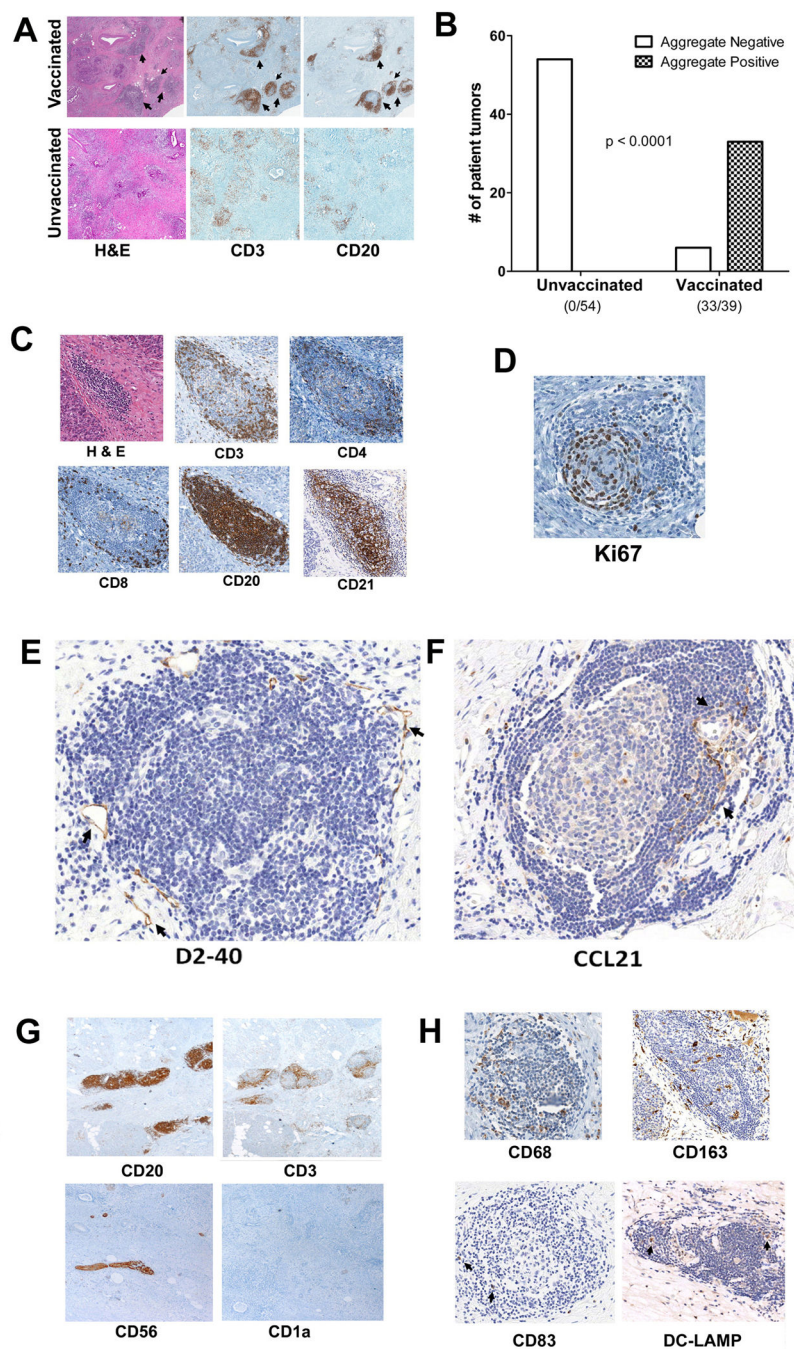 A
Vaccinated
Unvaccinated
H&E
CD3
CD20
B
# of patient tumors
60
40
20
0
Aggregate Negative
Aggregate Positive
p < 0.0001
Unvaccinated
Vaccinated
(0/54)
(33/39)
C
H & E
CD3
CD4
CD8
CD20
CD21
D
Ki67
E
D2-40
F
CCL21
G
CD20
CD3
CD56
CD1a
H
CD68
CD163
CD83
DC-LAMP